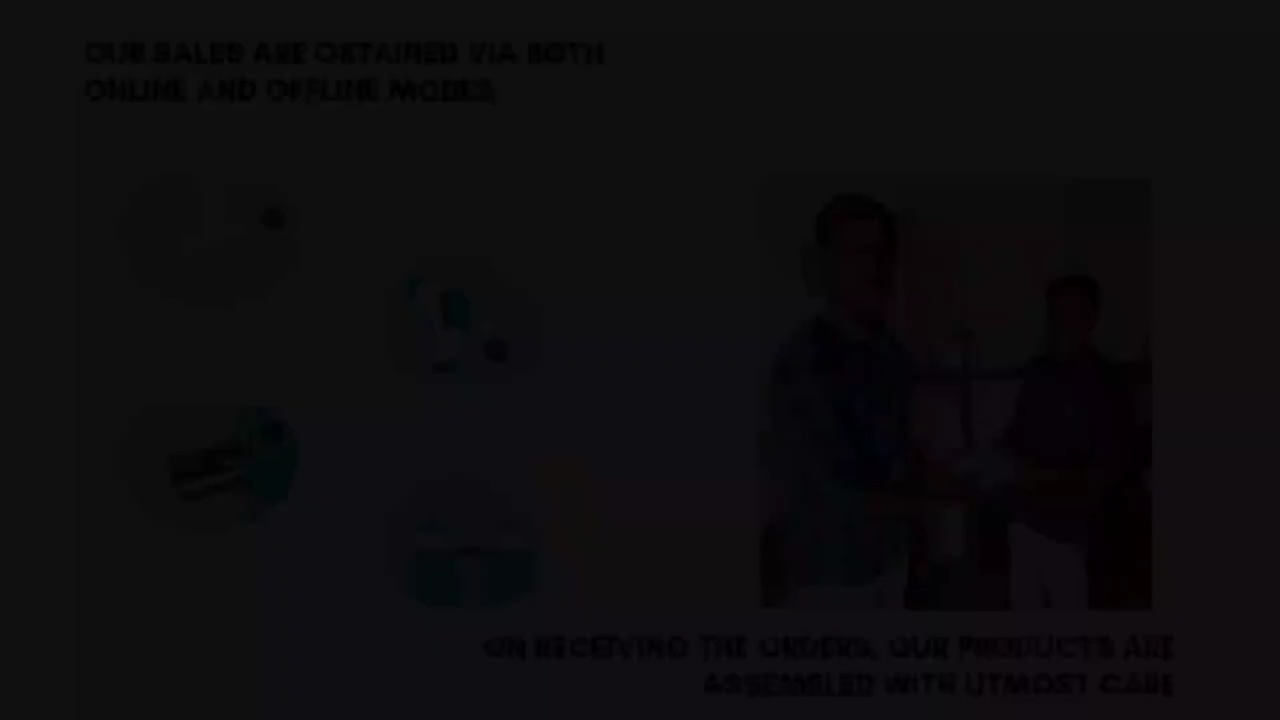 OUR SALES ARE OBTAINED VIA BOTH
ONLINE AND OFFLINE MODES
ON RECEIVING THE ORDERS, OUR PRODUCTS ARE
ASSEMBLED WITH UTMOST CARE